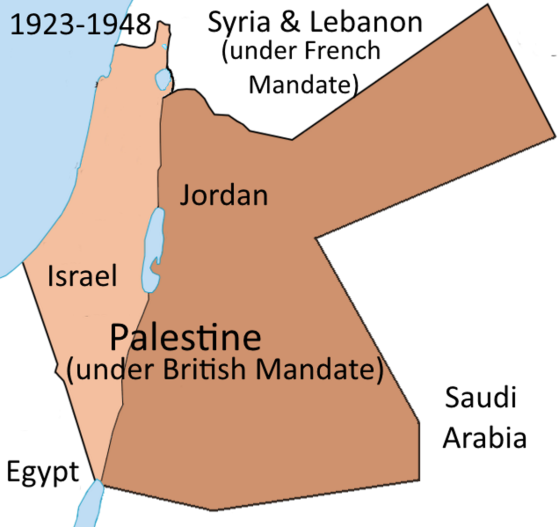 1923-1948
Syria & Lebanon
(under French
Mandate)
Jordan
Israel
Palestine
(under British Mandate)
Saudi
Arabia
Egypt